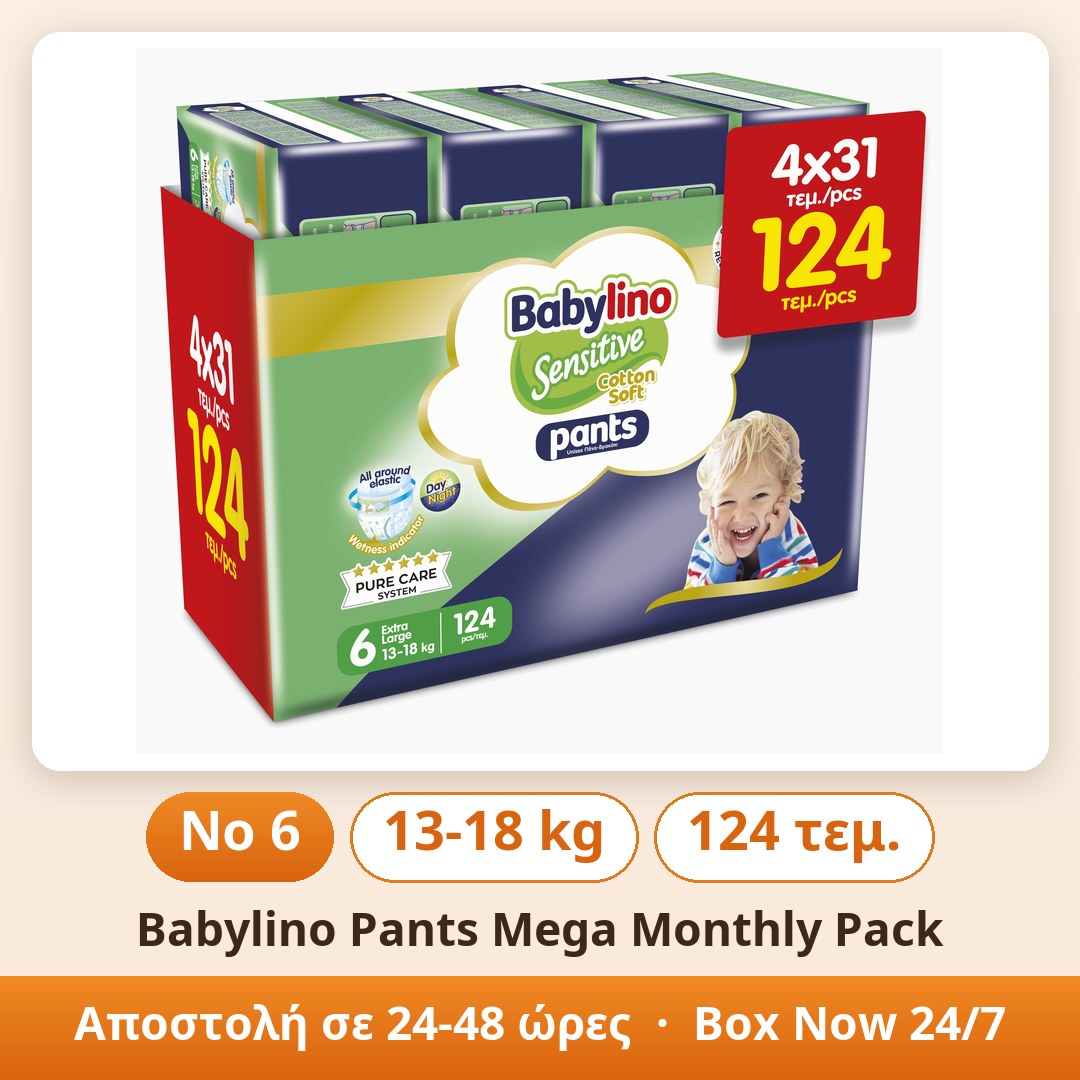 4x31
τεμ./pcs
124
τεμ./pcs
4x31
τεμ./pcs
124
τεμ./pcs
Babylino
Sensitive
Cotton
Soft
pants
Unisex Πάνα-βρακάκι
All around
elastic
Day
Night
Wetness indicator
PURE CARE
SYSTEM
6
Extra
Large
13-18 kg
124
pcs/τεμ.
No 6
13-18 kg
124 τεμ.
Babylino Pants Mega Monthly Pack
Αποστολή σε 24-48 ώρες · Box Now 24/7